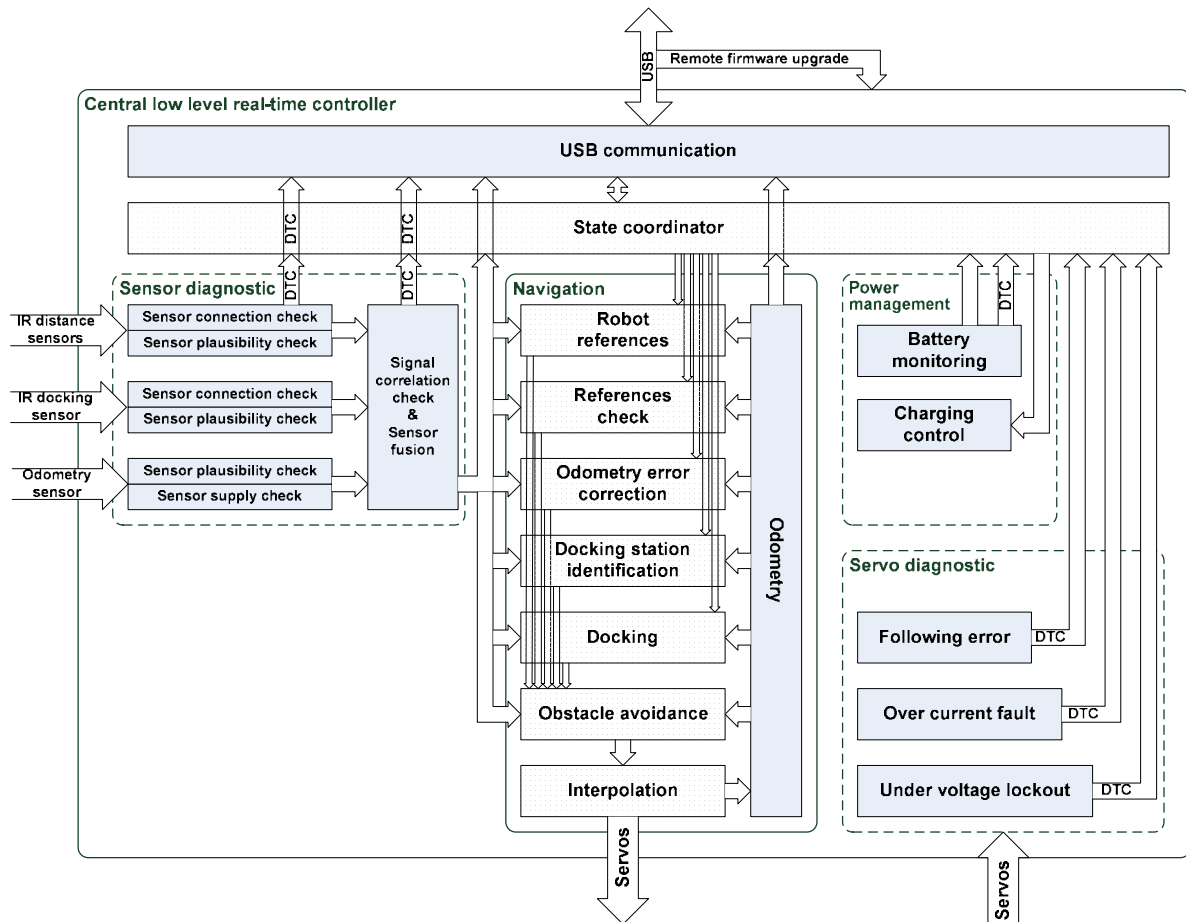 USB
Remote firmware upgrade
Central low level real-time controller
USB communication
DTC
DTC
State coordinator
DTC
DTC
Sensor diagnostic
IR distance
sensors
Sensor connection check
Sensor plausibility check
IR docking
sensor
Sensor connection check
Sensor plausibility check
Odometry
sensor
Sensor plausibility check
Sensor supply check
Signal
correlation
check
&
Sensor
fusion
Navigation
Robot
references
References
check
Odometry error
correction
Docking station
identification
Docking
Obstacle avoidance
Interpolation
Odometry
Servos
Power
management
DTC
Battery
monitoring
Charging
control
Servo diagnostic
Following error
DTC
Over current fault
DTC
Under voltage lockout
DTC
Servos